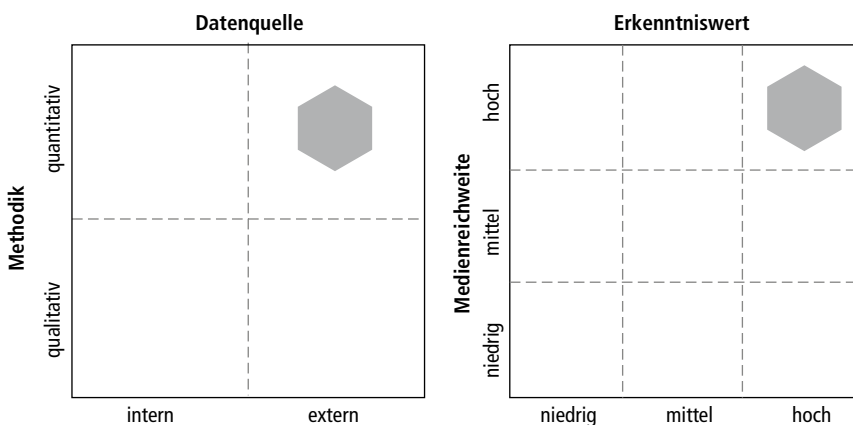 Datenquelle
Methodik
quantitativ
qualitativ
intern extern
Erkenntniswert
Medienreichweite
hoch
mittel
niedrig
niedrig mittel hoch